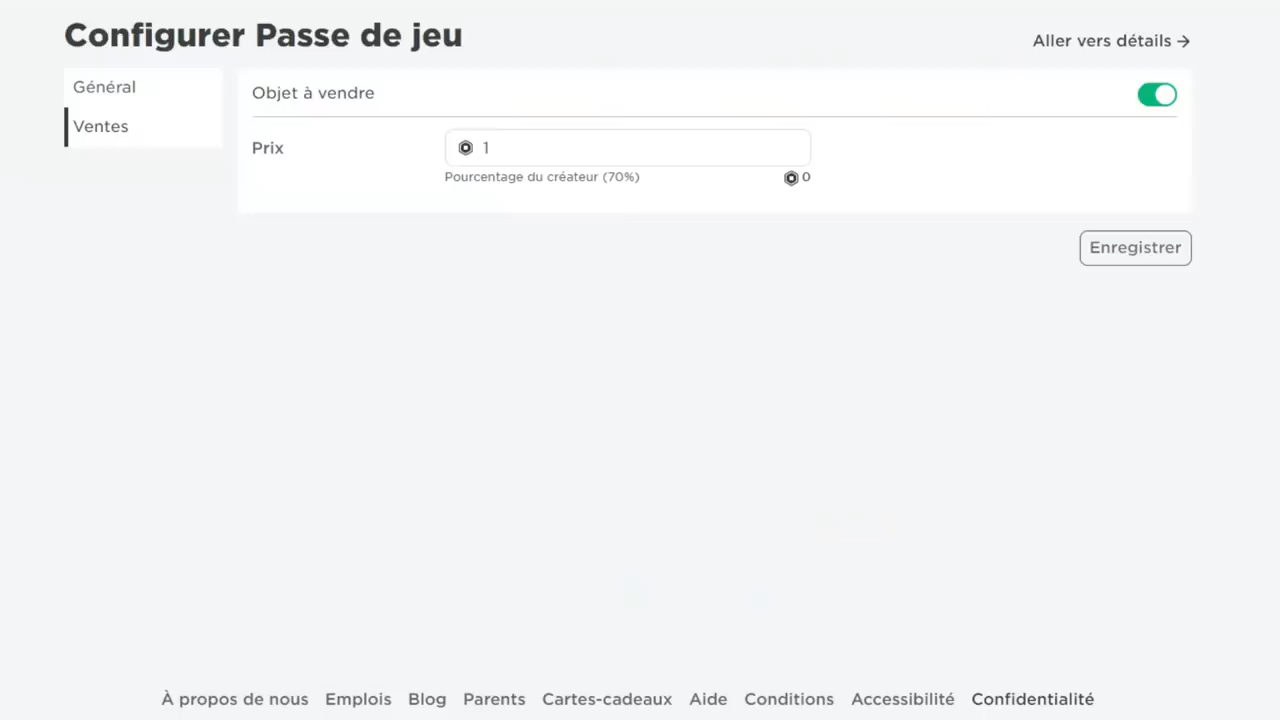 Configurer Passe de jeu
Aller vers détails →
Général
Ventes
Objet à vendre
Prix
1
Pourcentage du créateur (70%)
0
Enregistrer
À propos de nous Emplois Blog Parents Cartes-cadeaux Aide Conditions Accessibilité Confidentialité